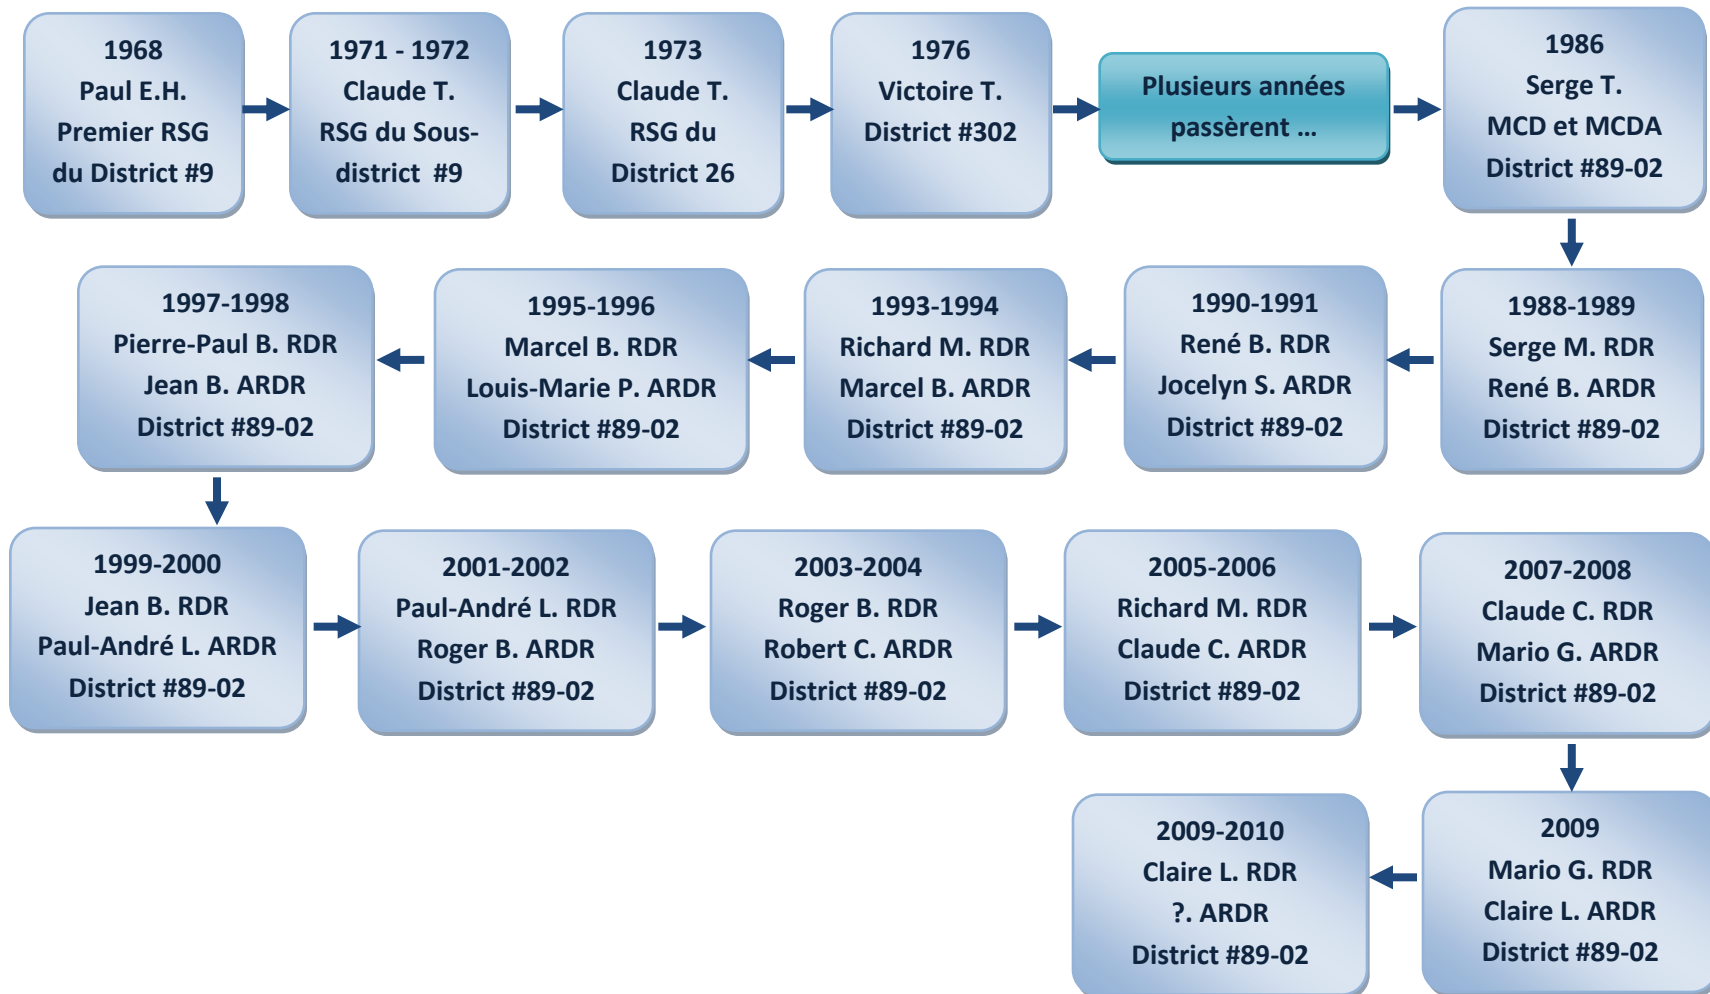 1968
Paul E.H.
Premier RSG
du District #9
1971 - 1972
Claude T.
RSG du Sous-
district #9
1973
Claude T.
RSG du
District 26
1976
Victoire T.
District #302
Plusieurs années
passèrent ...
1986
Serge T.
MCD et MCDA
District #89-02
1988-1989
Serge M. RDR
René B. ARDR
District #89-02
1990-1991
René B. RDR
Jocelyn S. ARDR
District #89-02
1993-1994
Richard M. RDR
Marcel B. ARDR
District #89-02
1995-1996
Marcel B. RDR
Louis-Marie P. ARDR
District #89-02
1997-1998
Pierre-Paul B. RDR
Jean B. ARDR
District #89-02
1999-2000
Jean B. RDR
Paul-André L. ARDR
District #89-02
2001-2002
Paul-André L. RDR
Roger B. ARDR
District #89-02
2003-2004
Roger B. RDR
Robert C. ARDR
District #89-02
2005-2006
Richard M. RDR
Claude C. ARDR
District #89-02
2007-2008
Claude C. RDR
Mario G. ARDR
District #89-02
2009
Mario G. RDR
Claire L. ARDR
District #89-02
2009-2010
Claire L. RDR
?. ARDR
District #89-02